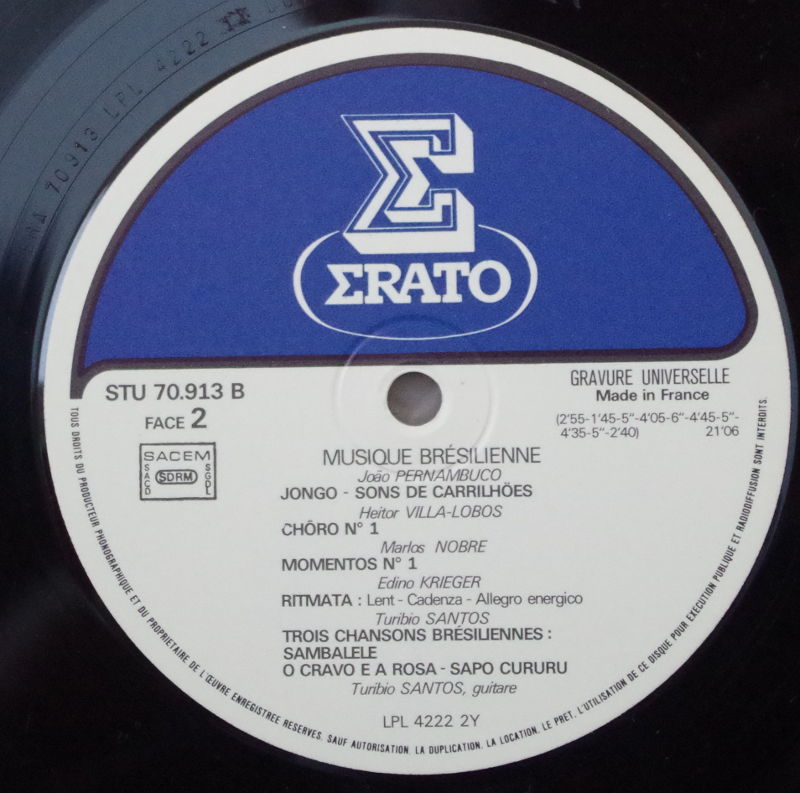 RA 70913 LPL 4222
ΣRATO
STU 70.913 B
FACE 2
GRAVURE UNIVERSELLE
Made in France
(2'55-1'45-5"-4'05-6"-4'45-5"-
4'35-5"-2'40) 21'06
SACEM
SACD
SDRM
SGDL
MUSIQUE BRÉSILIENNE
João PERNAMBUCO
JONGO - SONS DE CARRILHÕES
Heitor VILLA-LOBOS
CHÔRO N° 1
Marlos NOBRE
MOMENTOS N° 1
Edino KRIEGER
RITMATA : Lent - Cadenza - Allegro energico
Turibio SANTOS
TROIS CHANSONS BRÉSILIENNES :
SAMBALELE
O CRAVO E A ROSA - SAPO CURURU
Turibio SANTOS, guitare
LPL 4222 2Y
TOUS DROITS DU PRODUCTEUR PHONOGRAPHIQUE ET DU PROPRIETAIRE DE L'ŒUVRE ENREGISTREE RESERVES. SAUF AUTORISATION. LA DUPLICATION. LA LOCATION. LE PRET. L'UTILISATION DE CE DISQUE POUR EXECUTION PUBLIQUE ET RADIODIFFUSION SONT INTERDITS.